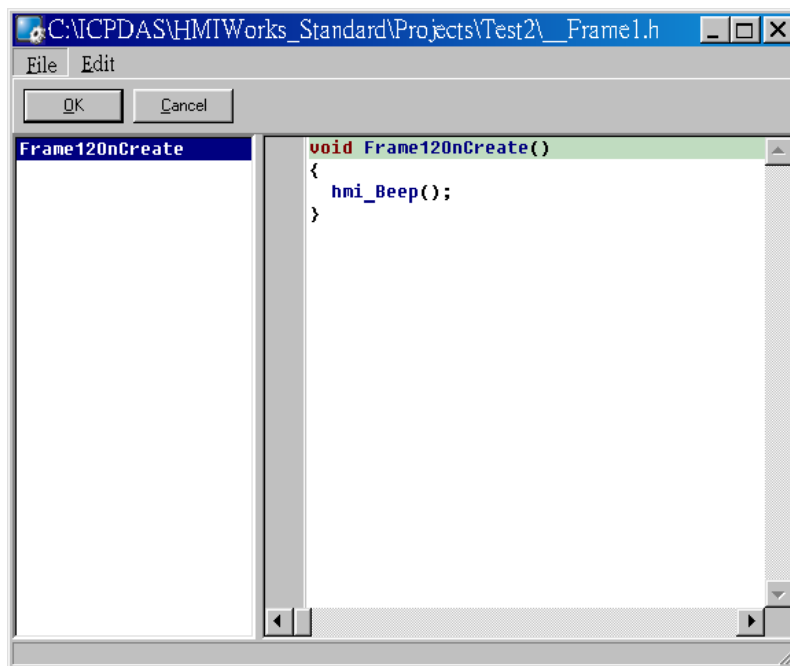 C:\ICPDAS\HMIWorks_Standard\Projects\Test2\__Frame1.h
File Edit
OK Cancel
Frame12OnCreate
void Frame12OnCreate()
{
hmi_Beep();
}